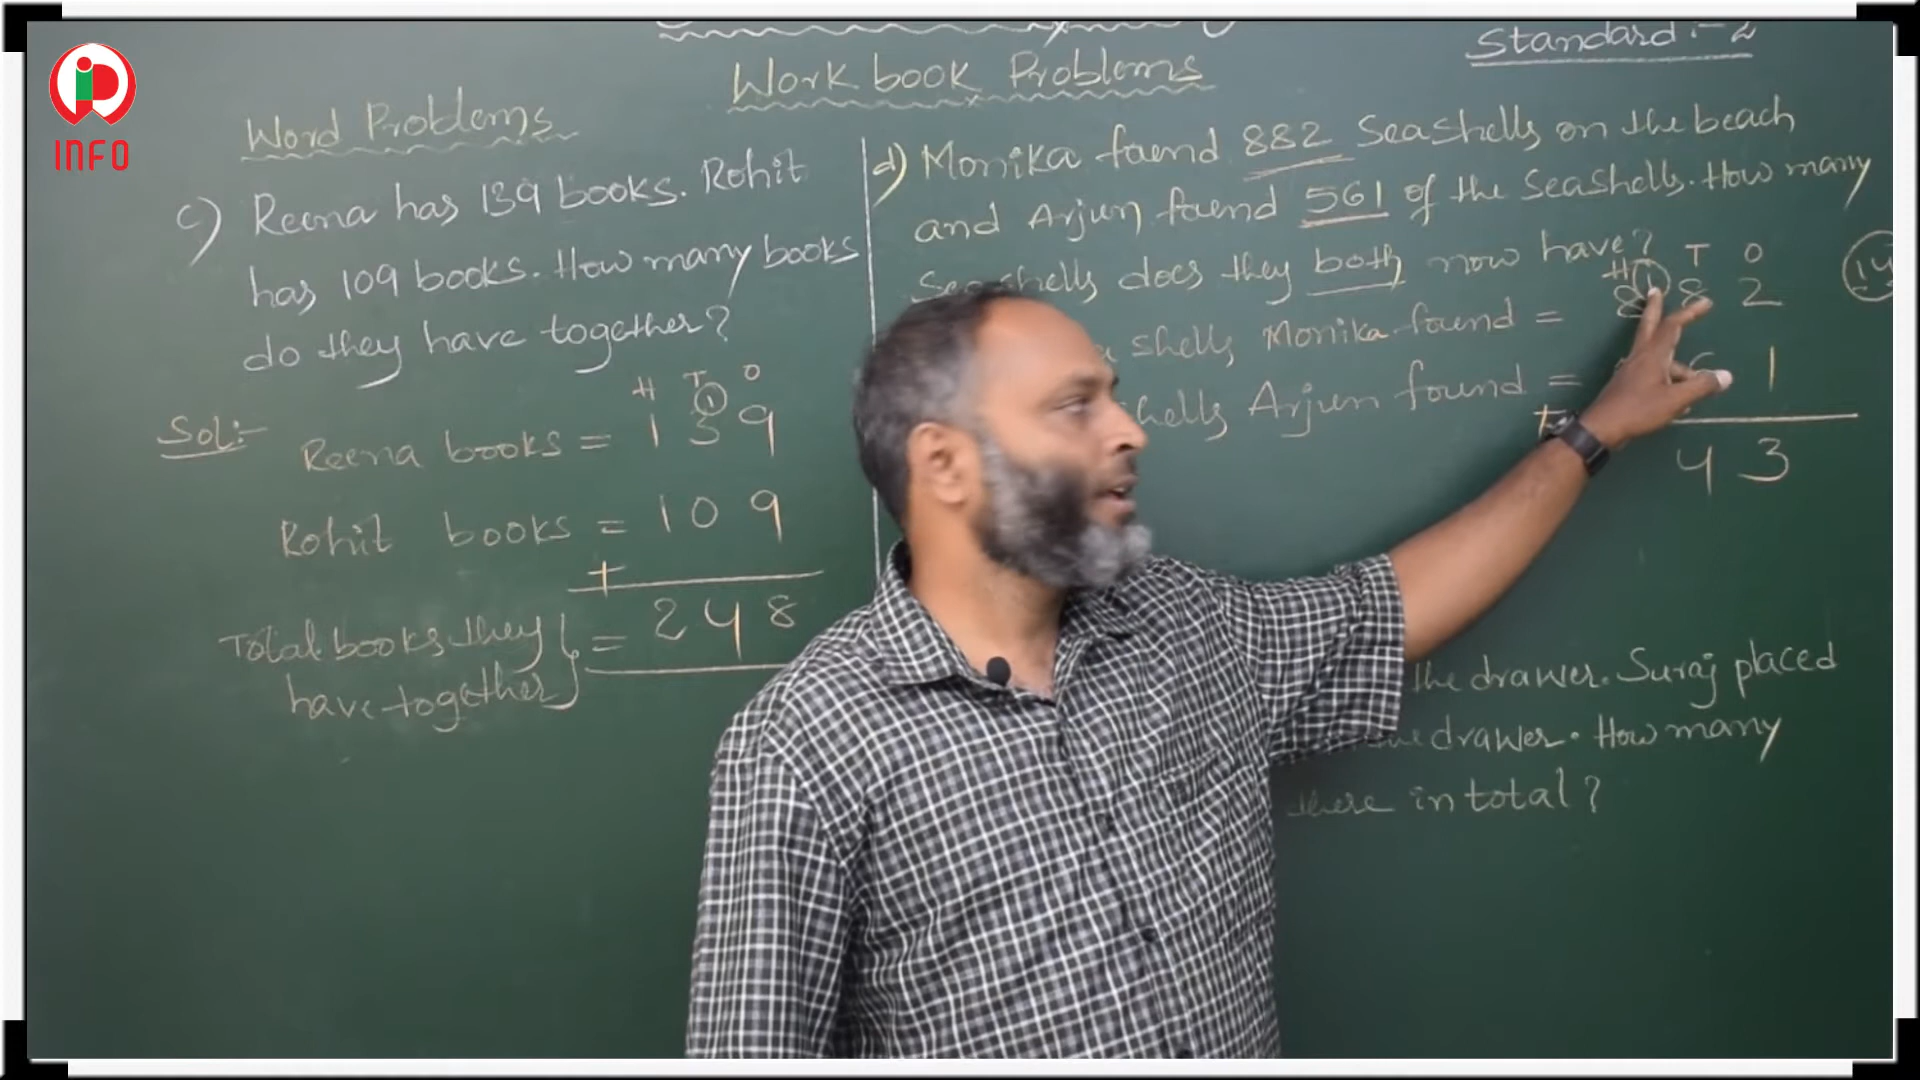 INFO
Standard :- 2
Work book Problems
Word Problems
c) Reena has 139 books. Rohit
has 109 books. How many books
do they have together?
Sol:-
H T O
1
Reena books = 1 3 9
Rohit books = 1 0 9
+
Total books they
have together } = 2 4 8
d) Monika found 882 Seashells on the beach
and Arjun found 561 of the Seashells. How many
Seashells does they both now have?
H T O
1
shells Monika found = 8 8 2
14
shells Arjun found = 6 1
+
4 3
the drawer. Suraj placed
drawer. How many
there in total?